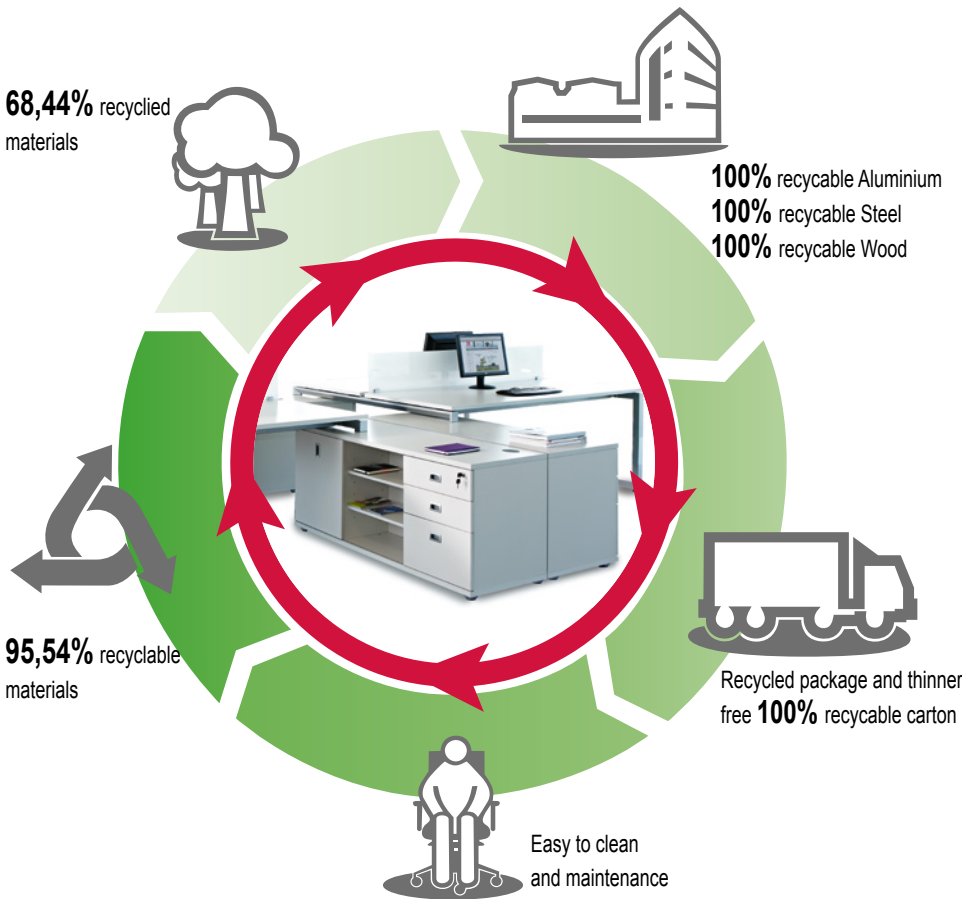 68,44% recyclied
materials
100% recycable Aluminium
100% recycable Steel
100% recycable Wood
Recycled package and thinner
free 100% recycable carton
Easy to clean
and maintenance
95,54% recyclable
materials